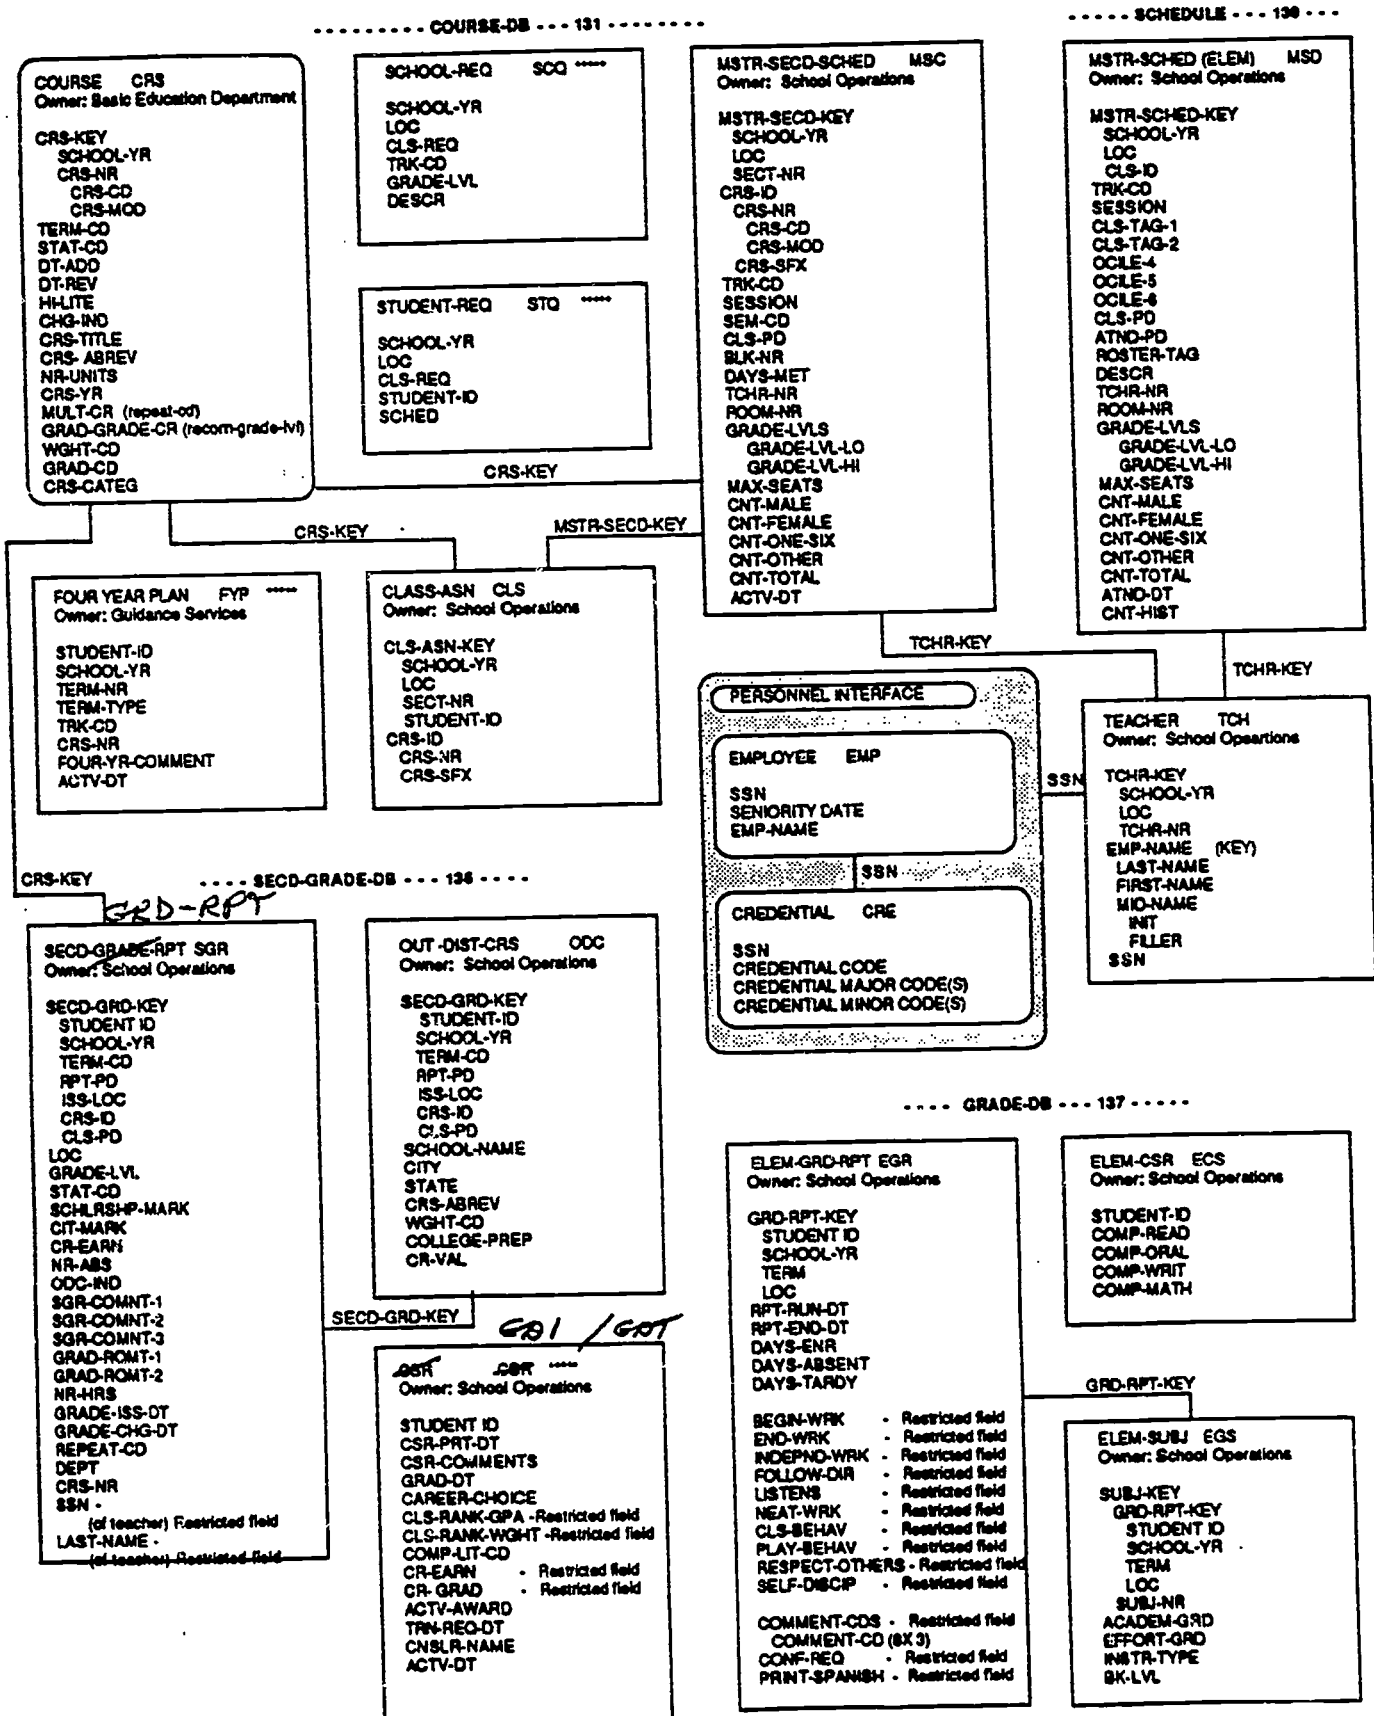 - - - - - - - - - COURSE-DB - - - 131 - - - - - - - -
- - - - - SCHEDULE - - - 130 - - -
COURSE CRS
Owner: Basic Education Department
CRS-KEY
SCHOOL-YR
CRS-NR
CRS-CD
CRS-MOD
TERM-CD
STAT-CD
DT-ADD
DT-REV
HI-LITE
CHG-IND
CRS-TITLE
CRS- ABREV
NR-UNITS
CRS-YR
MULT-CR (repeat-cd)
GRAD-GRADE-CR (recom-grade-lvl)
WGHT-CD
GRAD-CD
CRS-CATEG
SCHOOL-REQ SCQ *****
SCHOOL-YR
LOC
CLS-REQ
TRK-CD
GRADE-LVL
DESCR
STUDENT-REQ STQ *****
SCHOOL-YR
LOC
CLS-REQ
STUDENT-ID
SCHED
CRS-KEY
MSTR-SECD-SCHED MSC
Owner: School Operations
MSTR-SECD-KEY
SCHOOL-YR
LOC
SECT-NR
CRS-ID
CRS-NR
CRS-CD
CRS-MOD
CRS-SFX
TRK-CD
SESSION
SEM-CD
CLS-PD
BLK-NR
DAYS-MET
TCHR-NR
ROOM-NR
GRADE-LVLS
GRADE-LVL-LO
GRADE-LVL-HI
MAX-SEATS
CNT-MALE
CNT-FEMALE
CNT-ONE-SIX
CNT-OTHER
CNT-TOTAL
ACTV-DT
MSTR-SCHED (ELEM) MSD
Owner: School Operations
MSTR-SCHED-KEY
SCHOOL-YR
LOC
CLS-ID
TRK-CD
SESSION
CLS-TAG-1
CLS-TAG-2
OCILE-4
OCILE-5
OCILE-6
CLS-PD
ATND-PD
ROSTER-TAG
DESCR
TCHR-NR
ROOM-NR
GRADE-LVLS
GRADE-LVL-LO
GRADE-LVL-HI
MAX-SEATS
CNT-MALE
CNT-FEMALE
CNT-ONE-SIX
CNT-OTHER
CNT-TOTAL
ATND-DT
CNT-HIST
CRS-KEY
MSTR-SECD-KEY
TCHR-KEY
TCHR-KEY
FOUR YEAR PLAN FYP *****
Owner: Guidance Services
STUDENT-ID
SCHOOL-YR
TERM-NR
TERM-TYPE
TRK-CD
CRS-NR
FOUR-YR-COMMENT
ACTV-DT
CLASS-ASN CLS
Owner: School Operations
CLS-ASN-KEY
SCHOOL-YR
LOC
SECT-NR
STUDENT-ID
CRS-ID
CRS-NR
CRS-SFX
PERSONNEL INTERFACE
EMPLOYEE EMP
SSN
SENIORITY DATE
EMP-NAME
SSN
CREDENTIAL CRE
SSN
CREDENTIAL CODE
CREDENTIAL MAJOR CODE(S)
CREDENTIAL MINOR CODE(S)
SSN
TEACHER TCH
Owner: School Opeartions
TCHR-KEY
SCHOOL-YR
LOC
TCHR-NR
EMP-NAME (KEY)
LAST-NAME
FIRST-NAME
MID-NAME
INIT
FILLER
SSN
CRS-KEY
- - - - SECD-GRADE-DB - - - 136 - - - -
GRD-RPT
SECD-GRADE-RPT SGR
Owner: School Operations
SECD-GRD-KEY
STUDENT ID
SCHOOL-YR
TERM-CD
RPT-PD
ISS-LOC
CRS-ID
CLS-PD
LOC
GRADE-LVL
STAT-CD
SCHLRSHP-MARK
CIT-MARK
CR-EARN
NR-ABS
ODC-IND
SGR-COMNT-1
SGR-COMNT-2
SGR-COMNT-3
GRAD-RQMT-1
GRAD-RQMT-2
NR-HRS
GRADE-ISS-DT
GRADE-CHG-DT
REPEAT-CD
DEPT
CRS-NR
SSN -
(of teacher) Restricted field
LAST-NAME -
(of teacher) Restricted field
OUT -DIST-CRS ODC
Owner: School Operations
SECD-GRD-KEY
STUDENT-ID
SCHOOL-YR
TERM-CD
RPT-PD
ISS-LOC
CRS-ID
CLS-PD
SCHOOL-NAME
CITY
STATE
CRS-ABREV
WGHT-CD
COLLEGE-PREP
CR-VAL
SECD-GRD-KEY
CSR CSR *****
Owner: School Operations
STUDENT ID
CSR-PRT-DT
CSR-COMMENTS
GRAD-DT
CAREER-CHOICE
CLS-RANK-GPA -Restricted field
CLS-RANK-WGHT -Restricted field
COMP-LIT-CD
CR-EARN - Restricted field
CR- GRAD - Restricted field
ACTV-AWARD
TRN-REQ-DT
CNSLR-NAME
ACTV-DT
- - - - GRADE-DB - - - 137 - - - - -
ELEM-GRD-RPT EGR
Owner: School Operations
GRD-RPT-KEY
STUDENT ID
SCHOOL-YR
TERM
LOC
RPT-RUN-DT
RPT-END-DT
DAYS-ENR
DAYS-ABSENT
DAYS-TARDY
BEGIN-WRK - Restricted field
END-WRK - Restricted field
INDEPND-WRK - Restricted field
FOLLOW-DIR - Restricted field
LISTENS - Restricted field
NEAT-WRK - Restricted field
CLS-BEHAV - Restricted field
PLAY-BEHAV - Restricted field
RESPECT-OTHERS - Restricted field
SELF-DISCIP - Restricted field
COMMENT-CDS - Restricted field
COMMENT-CD (8X 3)
CONF-REQ - Restricted field
PRINT-SPANISH - Restricted field
ELEM-CSR ECS
Owner: School Operations
STUDENT-ID
COMP-READ
COMP-ORAL
COMP-WRIT
COMP-MATH
GRD-RPT-KEY
ELEM-SUBJ EGS
Owner: School Operations
SUBJ-KEY
GRD-RPT-KEY
STUDENT ID
SCHOOL-YR
TERM
LOC
SUBJ-NR
ACADEM-GRD
EFFORT-GRD
INSTR-TYPE
BK-LVL